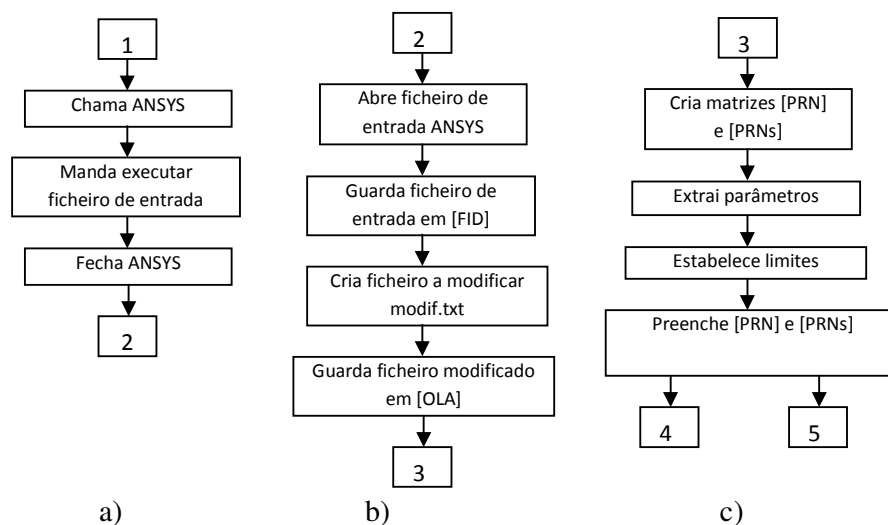 1
Chama ANSYS
Manda executar
ficheiro de entrada
Fecha ANSYS
2
a)
2
Abre ficheiro de
entrada ANSYS
Guarda ficheiro de
entrada em [FID]
Cria ficheiro a modificar
modif.txt
Guarda ficheiro modificado
em [OLA]
3
b)
3
Cria matrizes [PRN]
e [PRNs]
Extrai parâmetros
Estabelece limites
Preenche [PRN] e [PRNs]
4
5
c)